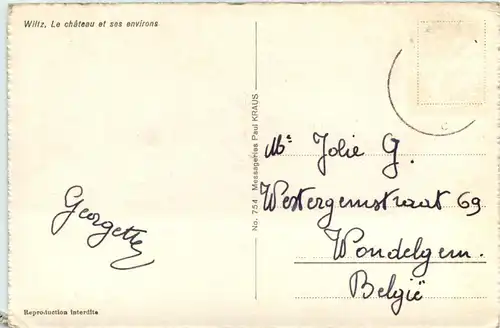 Wiltz, Le château et ses environs
Georgette
Reproduction interdite
No. 754 Messageries Paul KRAUS
Me Jolie G.
Westergemstraat 69
Wondelgem.
België